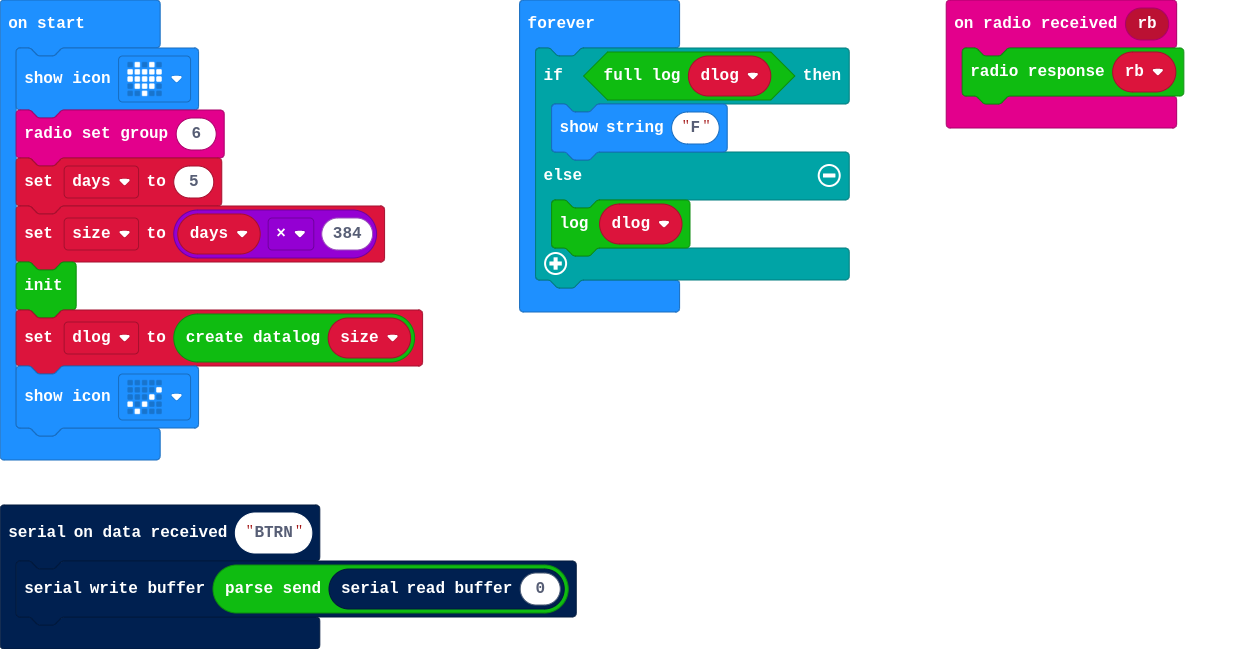 on start
show icon
radio set group 6
set days to 5
set size to days × 384
init
set dlog to create datalog size
show icon
forever
if full log dlog then
show string "F"
else
log dlog
on radio received rb
radio response rb
serial on data received "BTRN"
serial write buffer parse send serial read buffer 0